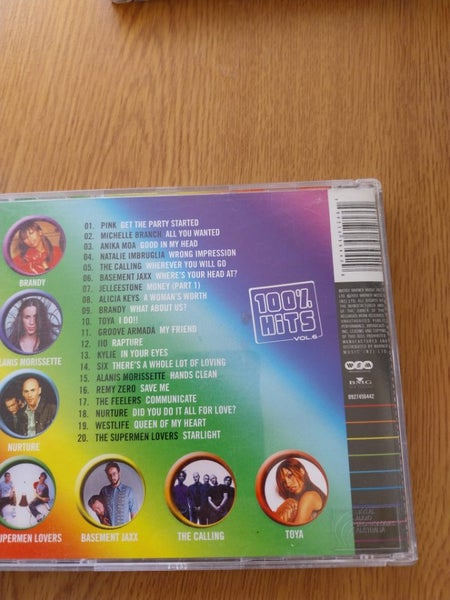 01. PINK GET THE PARTY STARTED
02. MICHELLE BRANCH ALL YOU WANTED
03. ANIKA MOA GOOD IN MY HEAD
04. NATALIE IMBRUGLIA WRONG IMPRESSION
05. THE CALLING WHEREVER YOU WILL GO
06. BASEMENT JAXX WHERE'S YOUR HEAD AT?
07. JELLEESTONE MONEY (PART 1)
08. ALICIA KEYS A WOMAN'S WORTH
09. BRANDY WHAT ABOUT US?
10. TOYA I DO!!
11. GROOVE ARMADA MY FRIEND
12. IIO RAPTURE
13. KYLIE IN YOUR EYES
14. SIX THERE'S A WHOLE LOT OF LOVING
15. ALANIS MORISSETTE HANDS CLEAN
16. REMY ZERO SAVE ME
17. THE FEELERS COMMUNICATE
18. NURTURE DID YOU DO IT ALL FOR LOVE?
19. WESTLIFE QUEEN OF MY HEART
20. THE SUPERMEN LOVERS STARLIGHT
BRANDY
ALANIS MORISSETTE
NURTURE
SUPERMEN LOVERS
BASEMENT JAXX
THE CALLING
TOYA
100% HITS
VOL.6
BMG
0927456442